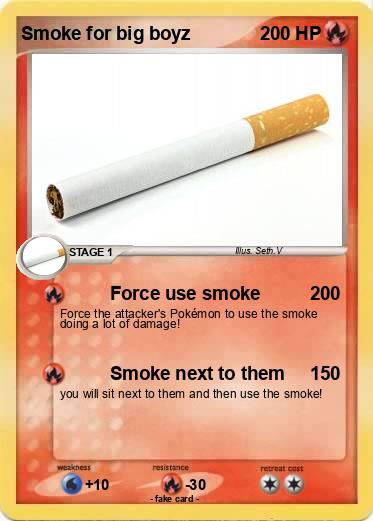 Smoke for big boyz 200 HP
STAGE 1
Illus. Seth.V
Force use smoke 200
Force the attacker's Pokémon to use the smoke
doing a lot of damage!
Smoke next to them 150
you will sit next to them and then use the smoke!
weakness resistance retreat cost
+10 -30
- fake card -